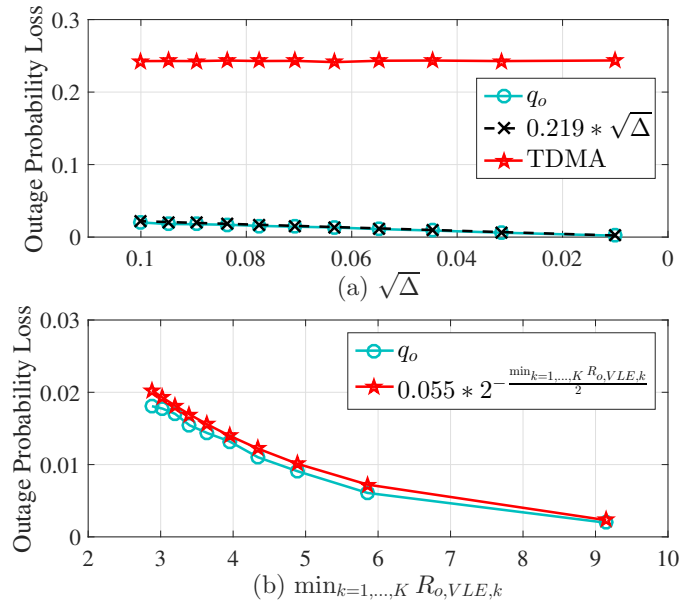 Outage Probability Loss
0.3
0.2
0.1
0
q_o
0.219 * √Δ
TDMA
0.1 0.08 0.06 0.04 0.02 0
(a) √Δ
Outage Probability Loss
0.03
0.02
0.01
0
q_o
0.055 * 2^{-\frac{min_{k=1,...,K} R_{o,VLE,k}}{2}}
2 3 4 5 6 7 8 9 10
(b) min_{k=1,...,K} R_{o,VLE,k}